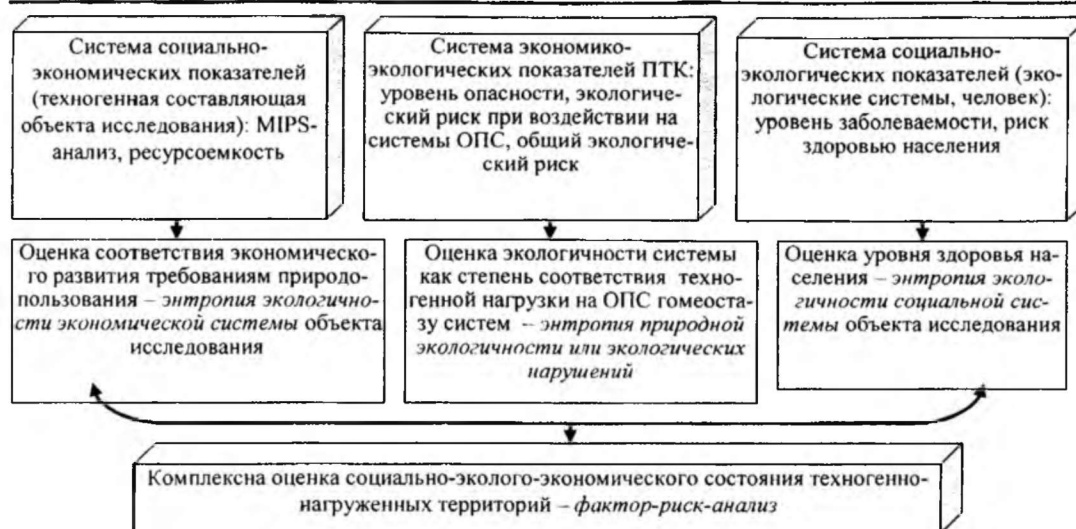 Система социально-
экономических показателей
(техногенная составляющая
объекта исследования): MIPS-
анализ, ресурсоемкость
Система экономико-
экологических показателей ПТК:
уровень опасности, экологичес-
кий риск при воздействии на
системы ОПС, общий экологичес-
кий риск
Система социально-
экологических показателей (эко-
логические системы, человек):
уровень заболеваемости, риск
здоровью населения
Оценка соответствия экономическо-
го развития требованиям природо-
пользования – энтропия экологично-
сти экономической системы объекта
исследования
Оценка экологичности системы
как степень соответствия техно-
генной нагрузки на ОПС гомеоста-
зу систем – энтропия природной
экологичности или экологических
нарушений
Оценка уровня здоровья на-
селения – энтропия эколо-
гичности социальной сис-
темы объекта исследования
Комплексна оценка социально-эколого-экономического состояния техногенно-
нагруженных территорий – фактор-риск-анализ